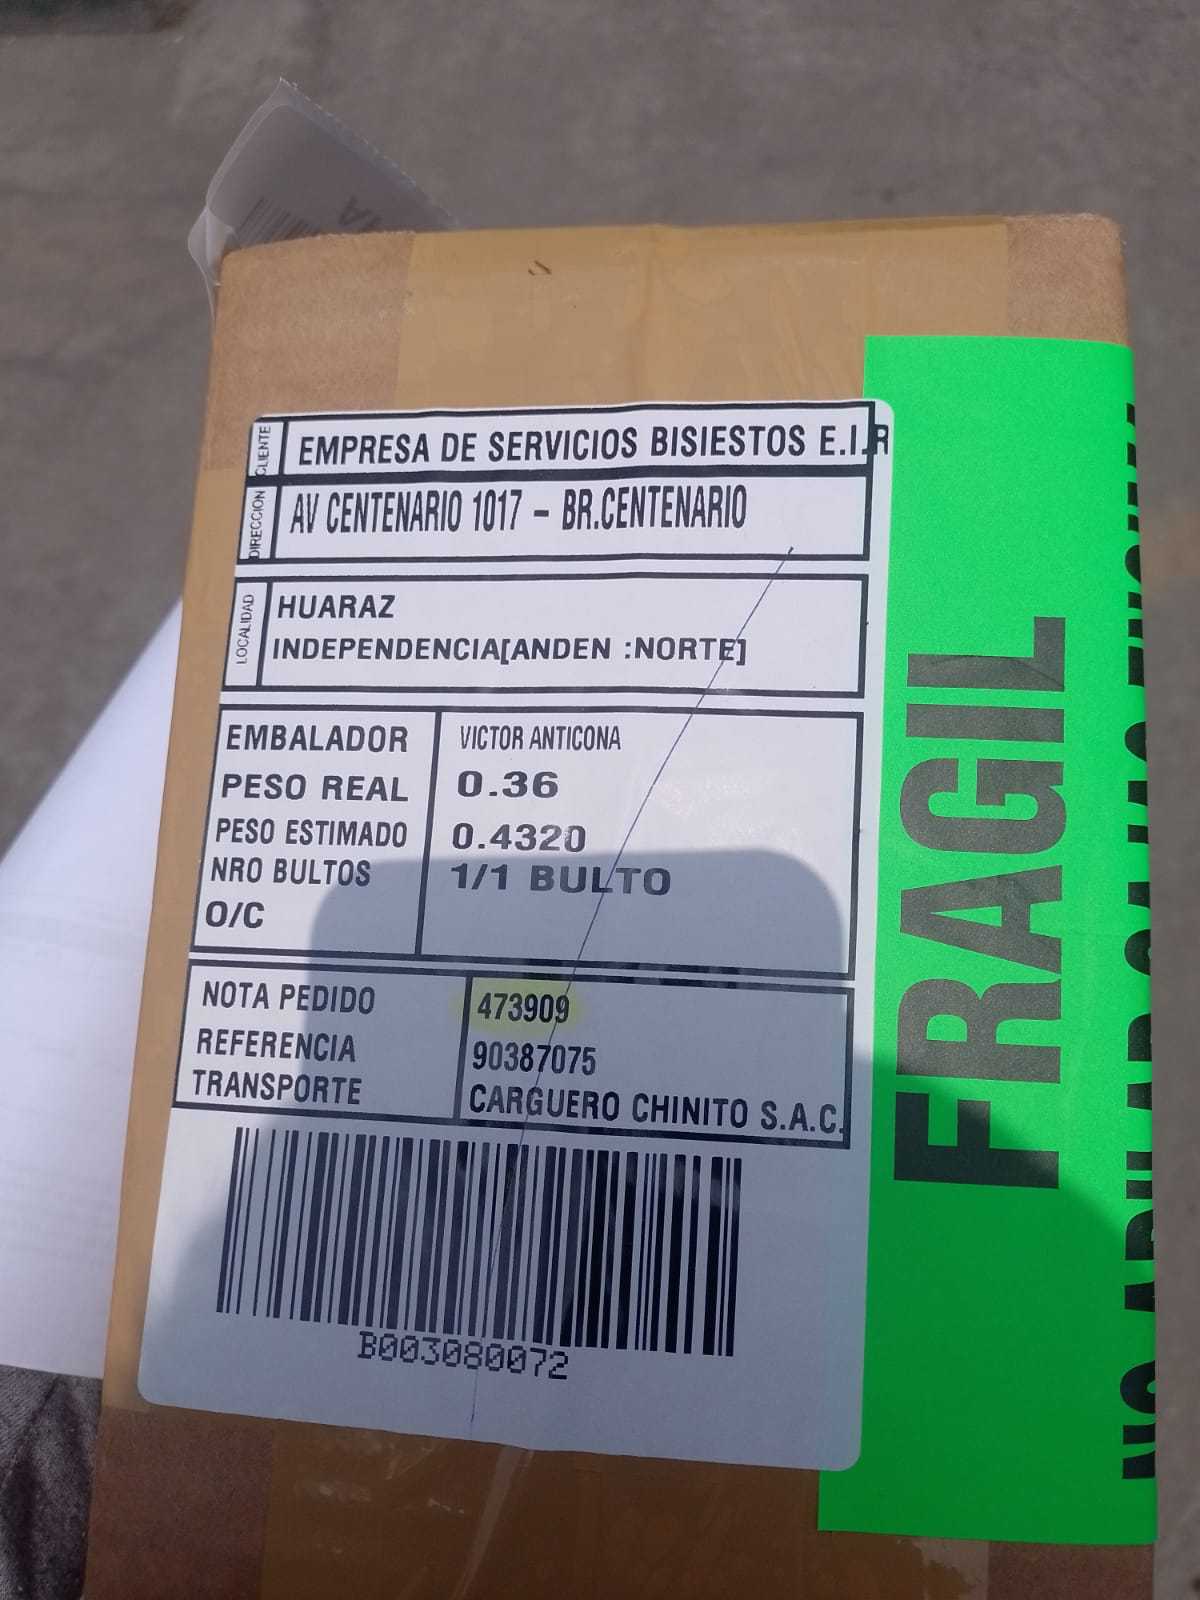 CLIENTE
EMPRESA DE SERVICIOS BISIESTOS E.I.R
DIRECCION
AV CENTENARIO 1017 - BR.CENTENARIO
LOCALIDAD
HUARAZ
INDEPENDENCIA[ANDEN :NORTE]
EMBALADOR VICTOR ANTICONA
PESO REAL 0.36
PESO ESTIMADO 0.4320
NRO BULTOS 1/1 BULTO
O/C
NOTA PEDIDO 473909
REFERENCIA 90387075
TRANSPORTE CARGUERO CHINITO S.A.C.
B003080072
FRAGIL
NO